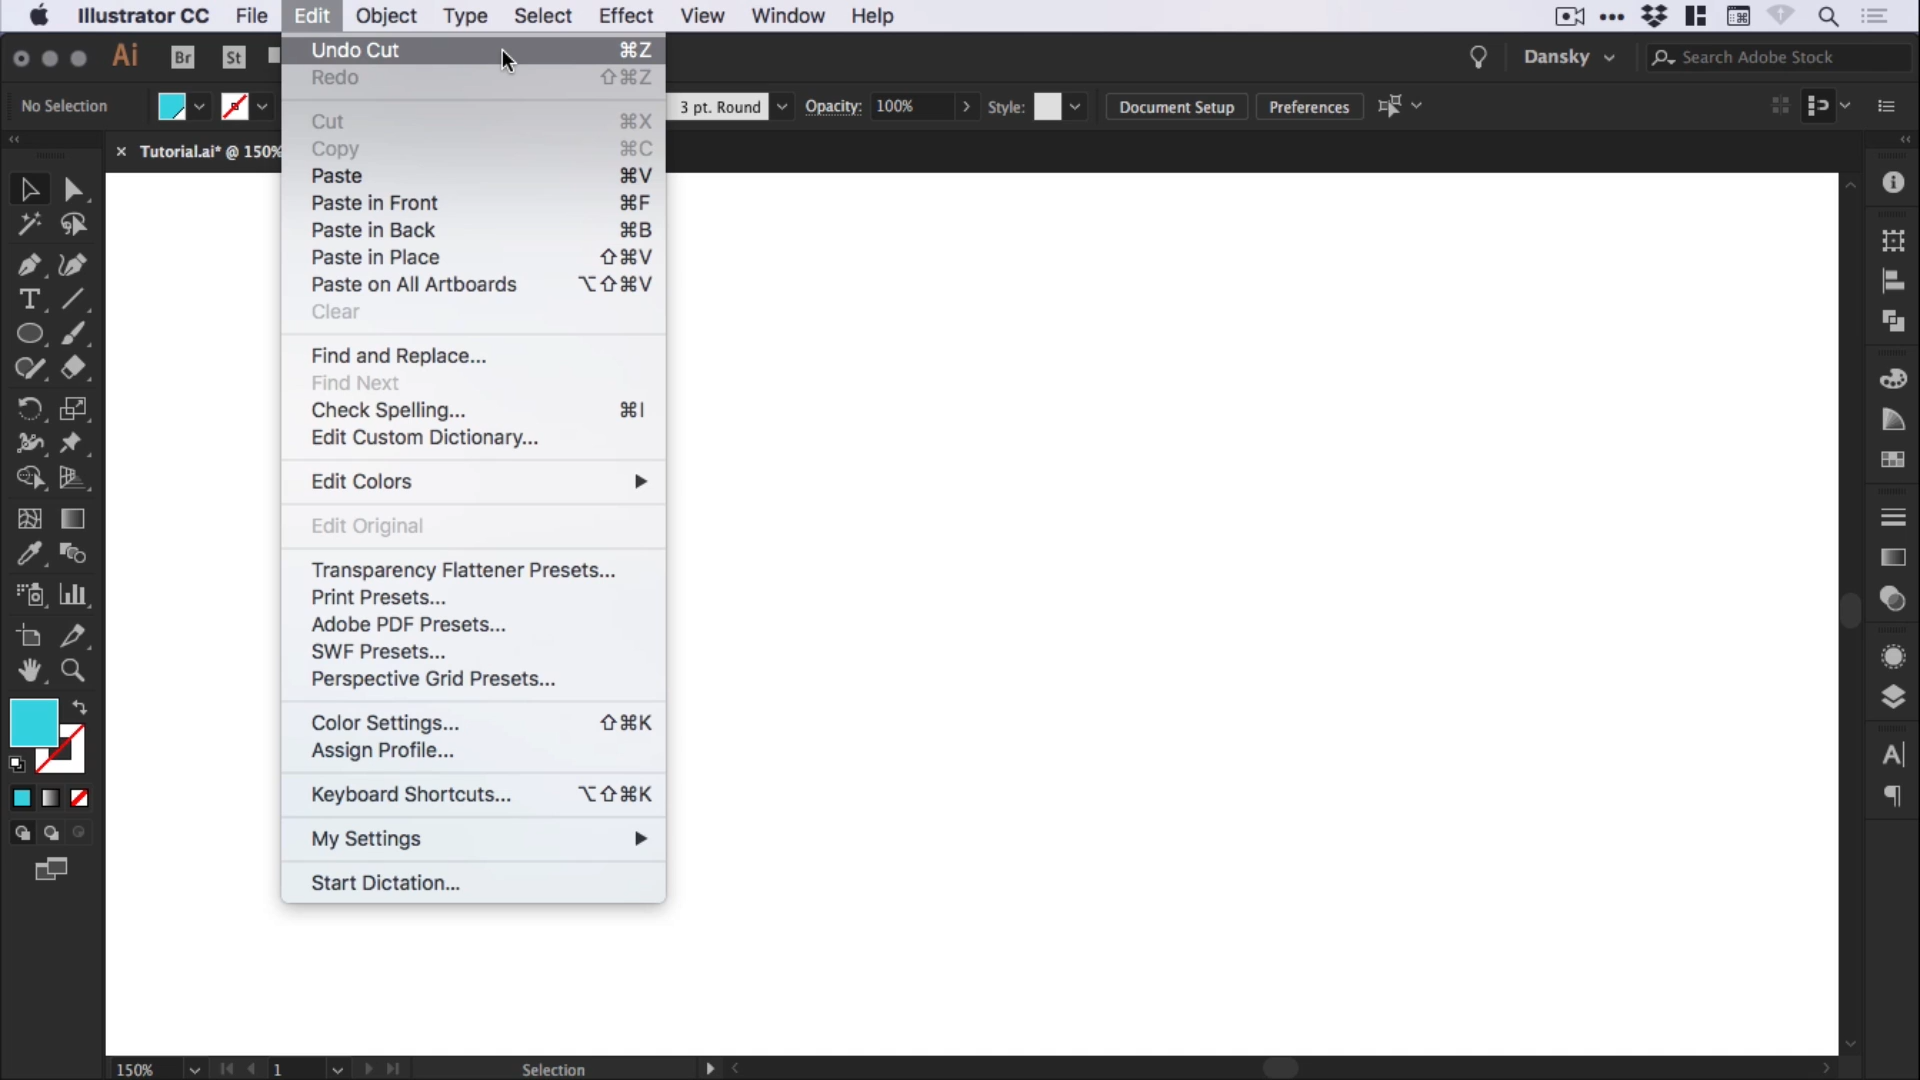 Illustrator CC File Edit Object Type Select Effect View Window Help
Ai Br St Dansky Search Adobe Stock
No Selection 3 pt. Round Opacity: 100% Style: Document Setup Preferences
× Tutorial.ai* @ 150%
Undo Cut ⌘Z
Redo ⇧⌘Z
Cut ⌘X
Copy ⌘C
Paste ⌘V
Paste in Front ⌘F
Paste in Back ⌘B
Paste in Place ⇧⌘V
Paste on All Artboards ⌥⇧⌘V
Clear
Find and Replace...
Find Next
Check Spelling... ⌘I
Edit Custom Dictionary...
Edit Colors
Edit Original
Transparency Flattener Presets...
Print Presets...
Adobe PDF Presets...
SWF Presets...
Perspective Grid Presets...
Color Settings... ⇧⌘K
Assign Profile...
Keyboard Shortcuts... ⌥⇧⌘K
My Settings
Start Dictation...
150% 1 Selection